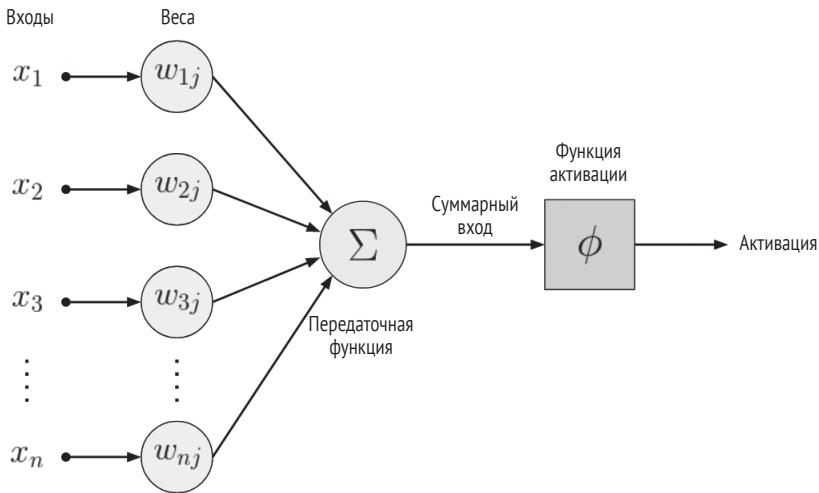 Входы
Веса
x1
w1j
x2
w2j
Функция
активации
Суммарный
вход
Σ
ϕ
Активация
x3
w3j
Передаточная
функция
xn
wnj